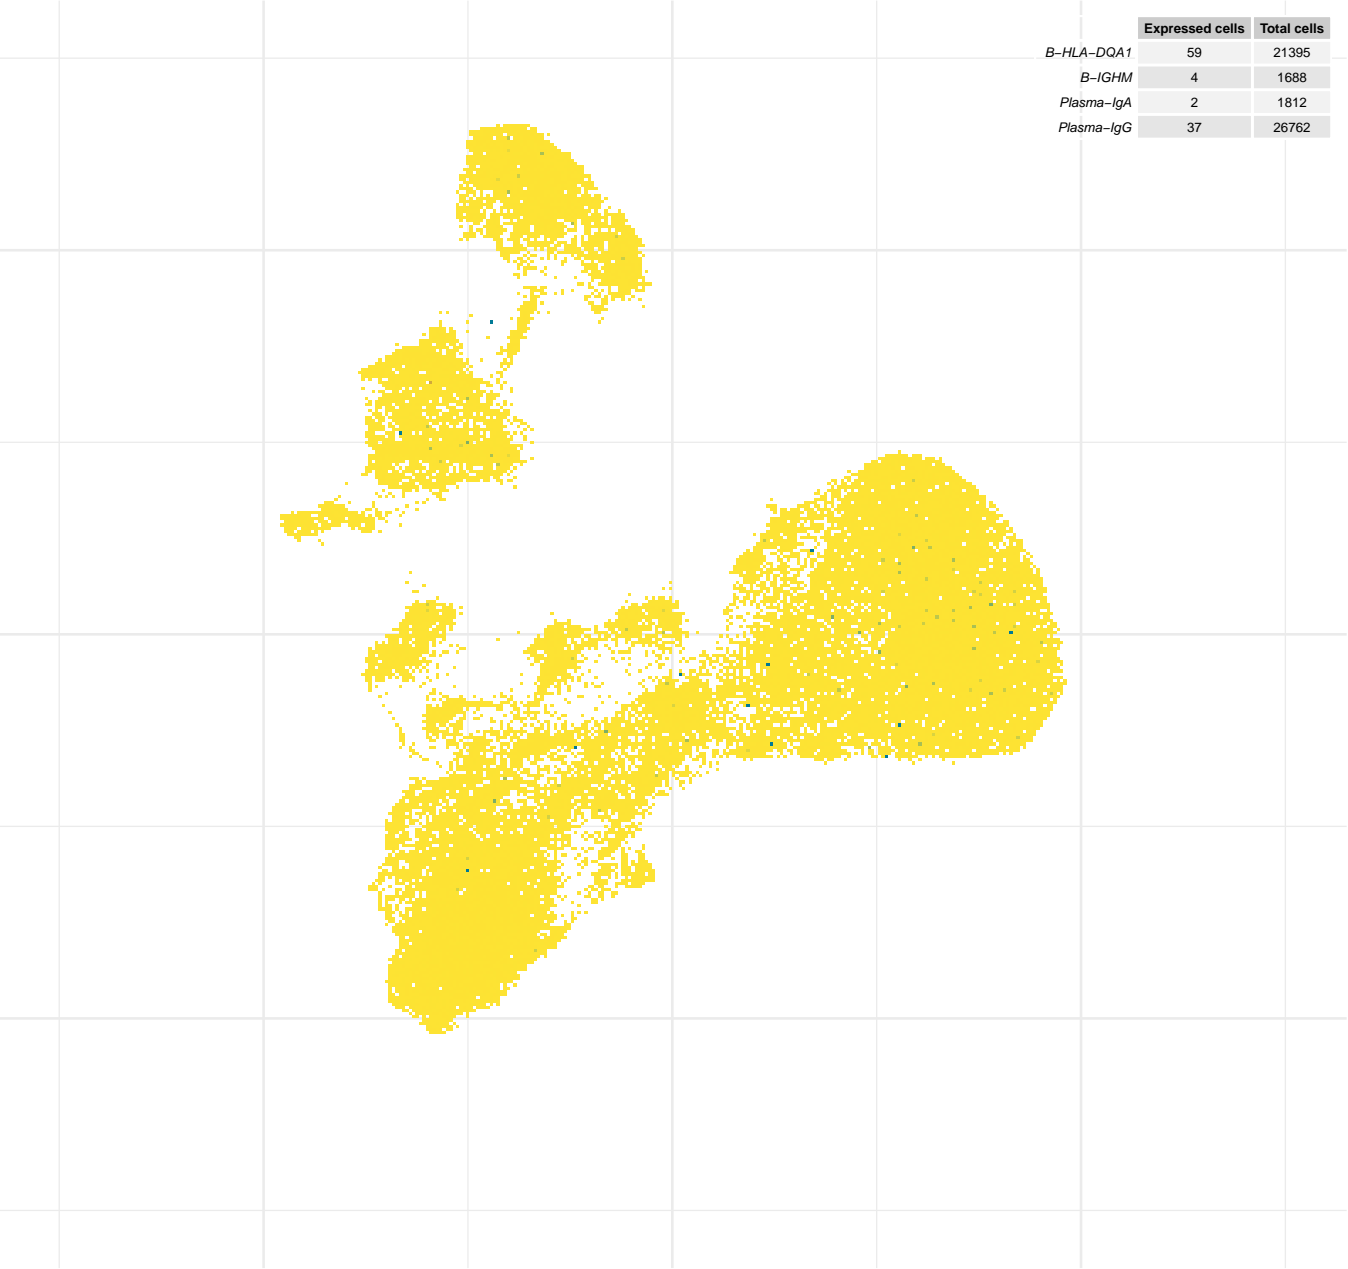 Expressed cells Total cells
B−HLA−DQA1 59 21395
B−IGHM 4 1688
Plasma−IgA 2 1812
Plasma−IgG 37 26762